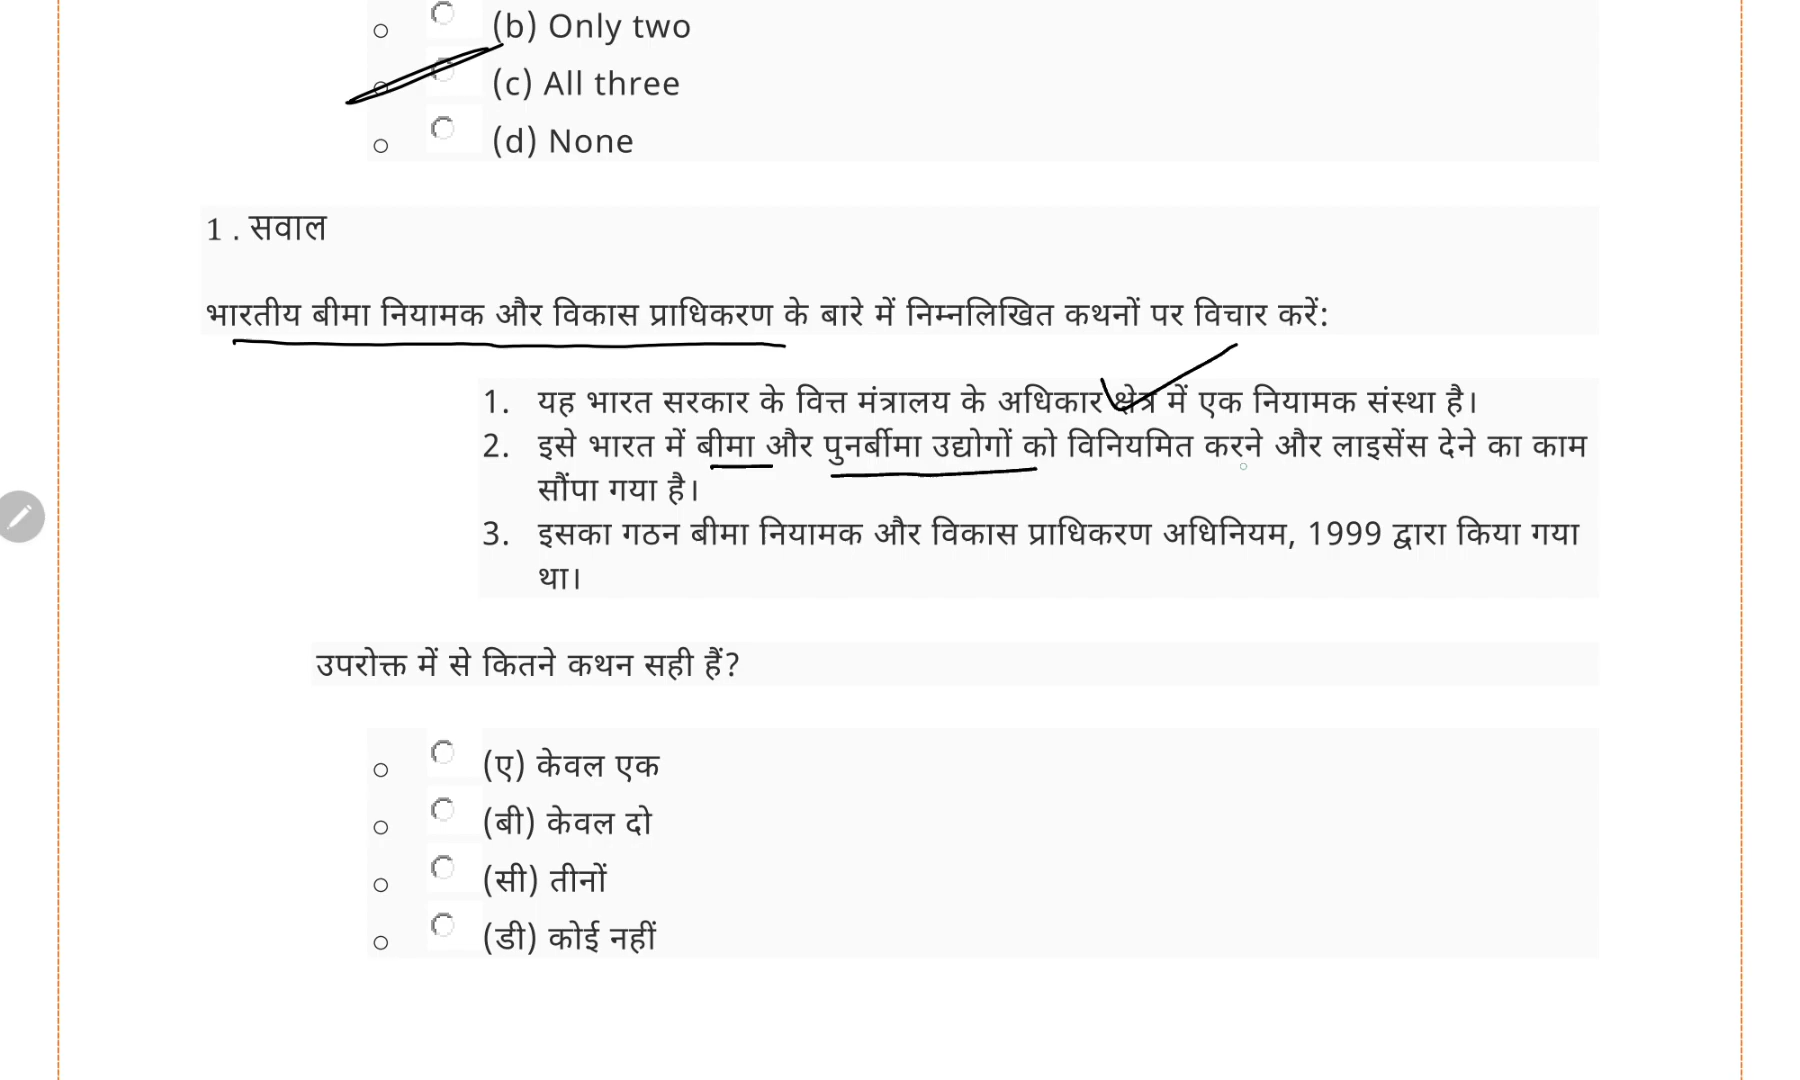 (b) Only two
(c) All three
(d) None
1 . सवाल
भारतीय बीमा नियामक और विकास प्राधिकरण के बारे में निम्नलिखित कथनों पर विचार करें:
1. यह भारत सरकार के वित्त मंत्रालय के अधिकार क्षेत्र में एक नियामक संस्था है।
2. इसे भारत में बीमा और पुनर्बीमा उद्योगों को विनियमित करने और लाइसेंस देने का काम
सौंपा गया है।
3. इसका गठन बीमा नियामक और विकास प्राधिकरण अधिनियम, 1999 द्वारा किया गया
था।
उपरोक्त में से कितने कथन सही हैं?
(ए) केवल एक
(बी) केवल दो
(सी) तीनों
(डी) कोई नहीं